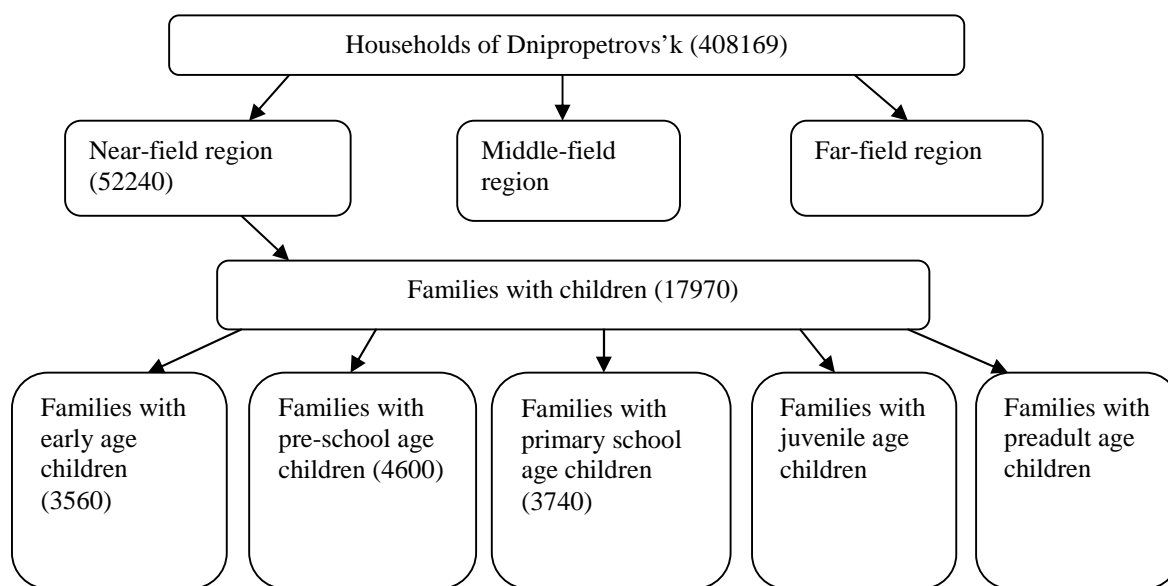 Households of Dnipropetrovs’k (408169)
Near-field region
(52240)
Middle-field
region
Far-field region
Families with children (17970)
Families with
early age
children
(3560)
Families with
pre-school age
children (4600)
Families with
primary school
age children
(3740)
Families with
juvenile age
children
Families with
preadult age
children